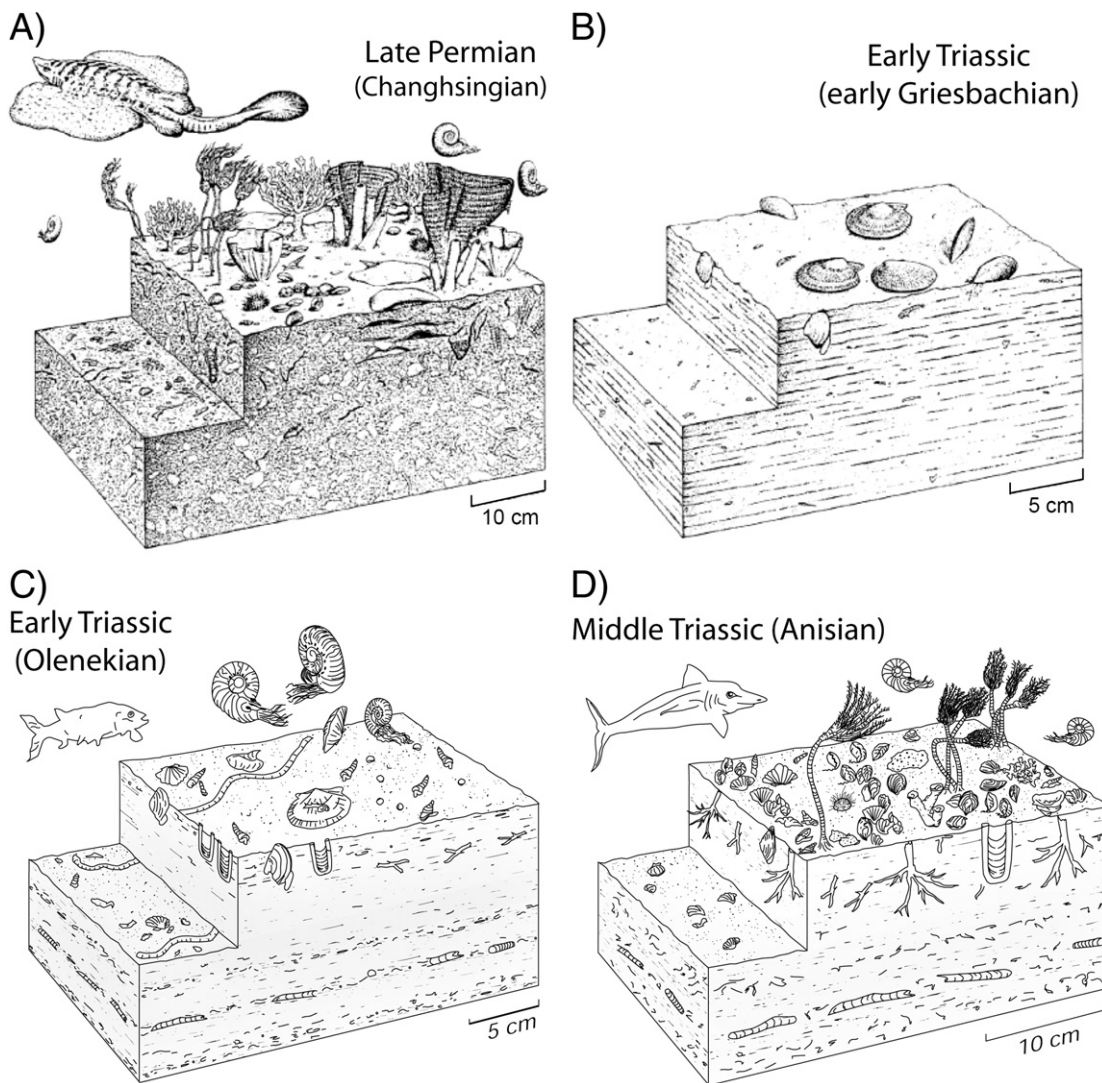 A)
Late Permian
(Changhsingian)
10 cm
B)
Early Triassic
(early Griesbachian)
5 cm
C)
Early Triassic
(Olenekian)
5 cm
D)
Middle Triassic (Anisian)
10 cm